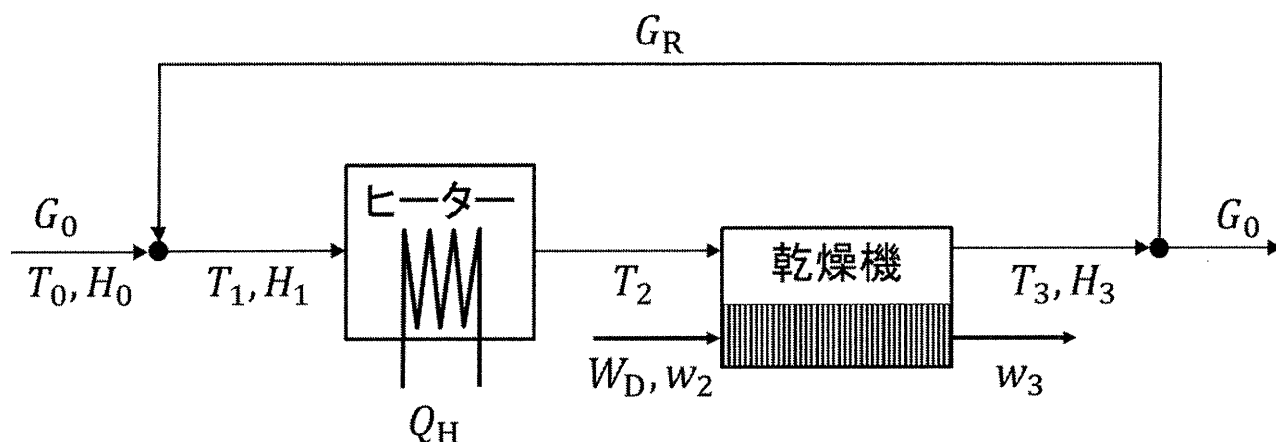 G_R
ヒーター
G_0
G_0
乾燥機
T_0, H_0
T_1, H_1
T_2
T_3, H_3
W_D, w_2
w_3
Q_H